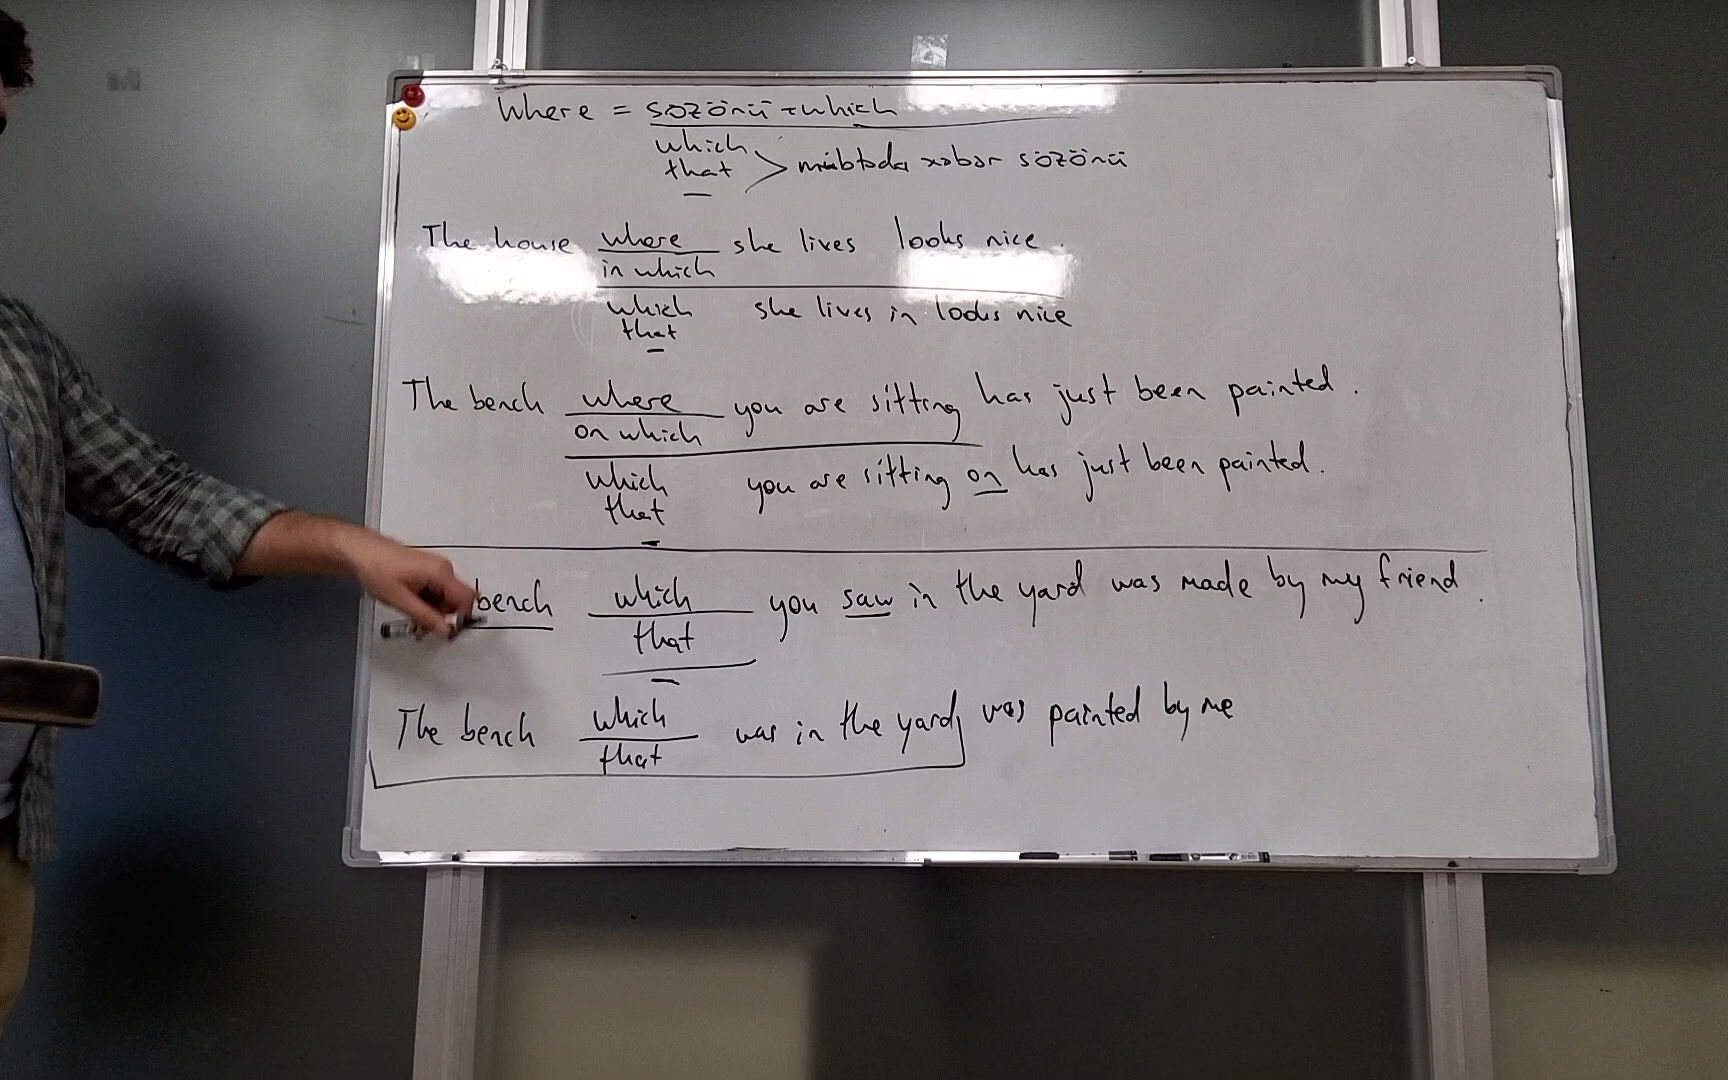 Where = sözönü + which
which
that > mübtəda xəbər sözönü
The house where she lives looks nice.
in which
which she lives in looks nice
that
—
The bench where you are sitting has just been painted.
on which
which you are sitting on has just been painted.
that
—
bench which you saw in the yard was made by my friend.
that
—
The bench which was in the yard, was painted by me
that